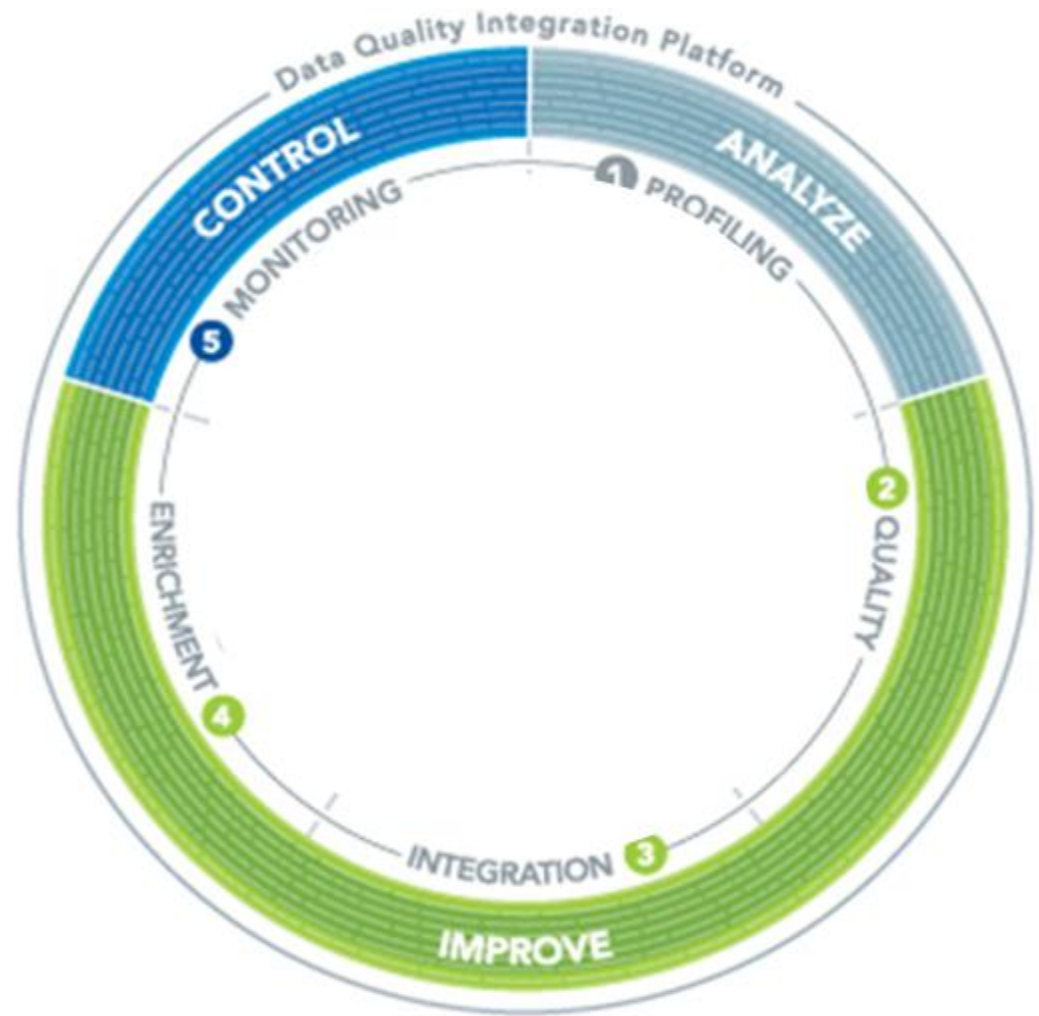 Data Quality Integration Platform
CONTROL
ANALYZE
1 PROFILING
2 QUALITY
3 INTEGRATION
4 ENRICHMENT
5 MONITORING
IMPROVE